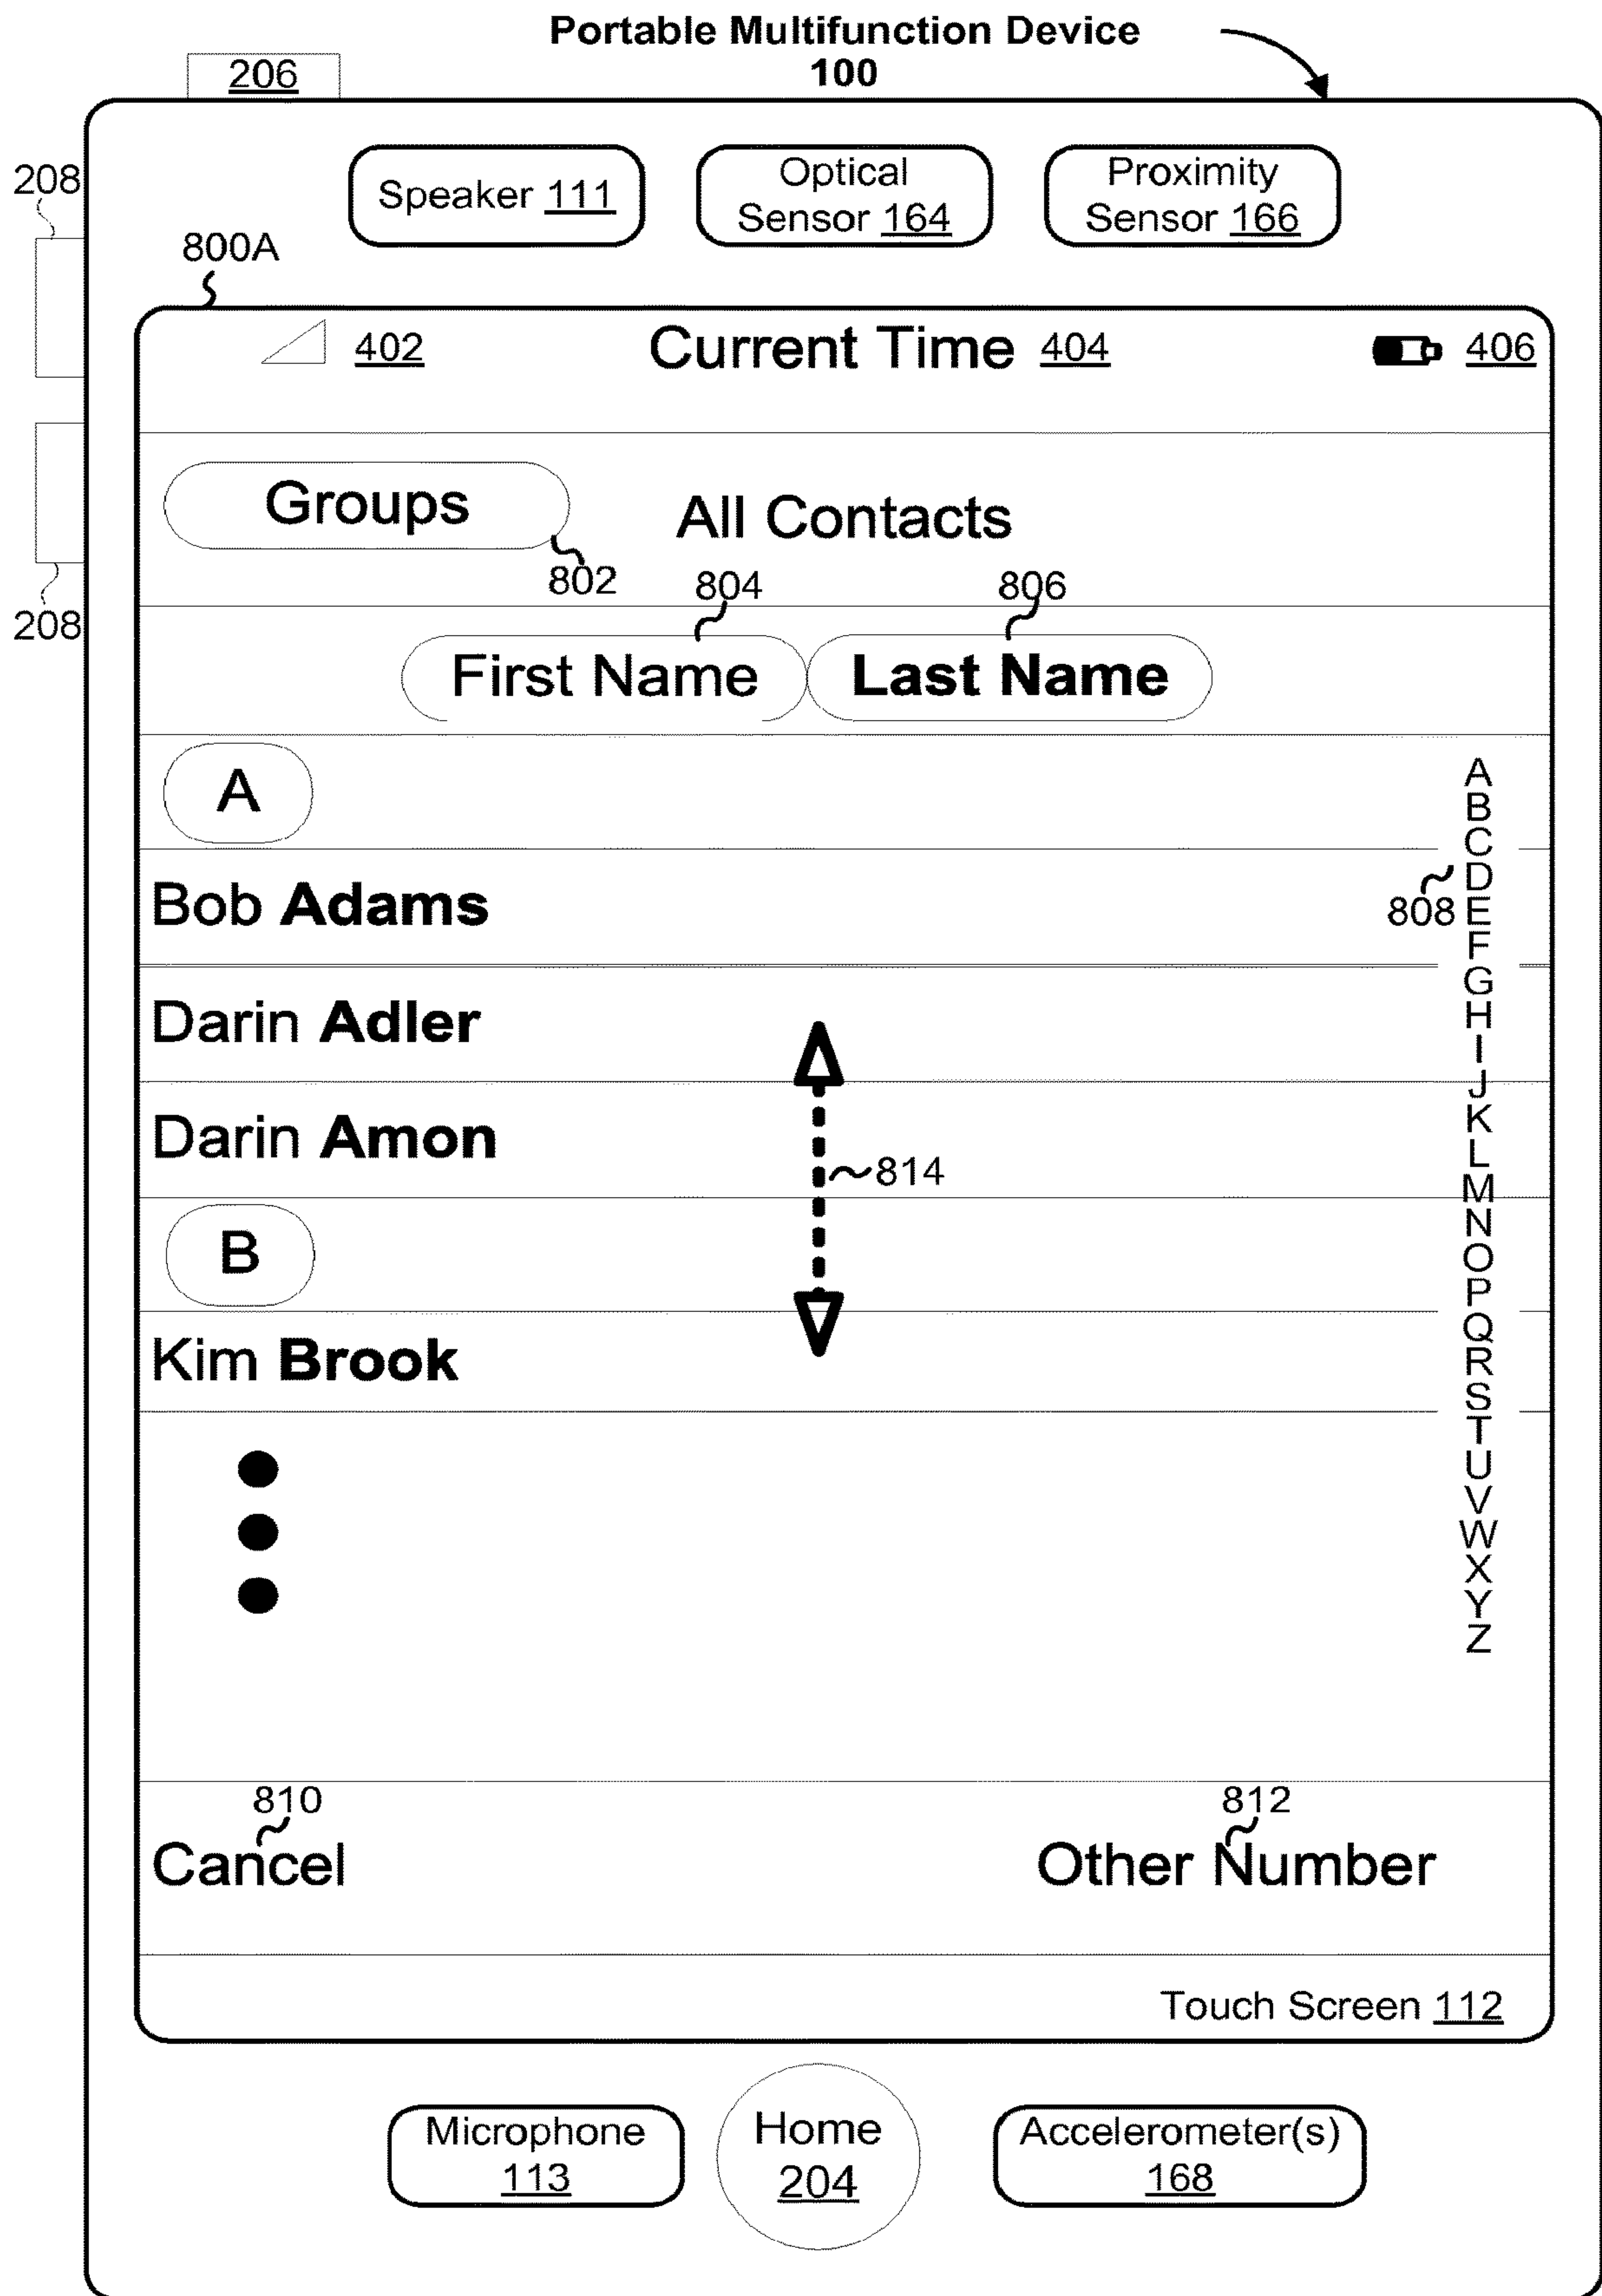 Portable Multifunction Device
100
206
208
Speaker 111
Optical
Sensor 164
Proximity
Sensor 166
800A
402
Current Time 404
406
Groups
All Contacts
802
804
806
208
First Name
Last Name
A
Bob Adams
Darin Adler
Darin Amon
814
B
Kim Brook
808
A
B
C
D
E
F
G
H
I
J
K
L
M
N
O
P
Q
R
S
T
U
V
W
X
Y
Z
810
812
Cancel
Other Number
Touch Screen 112
Microphone
113
Home
204
Accelerometer(s)
168